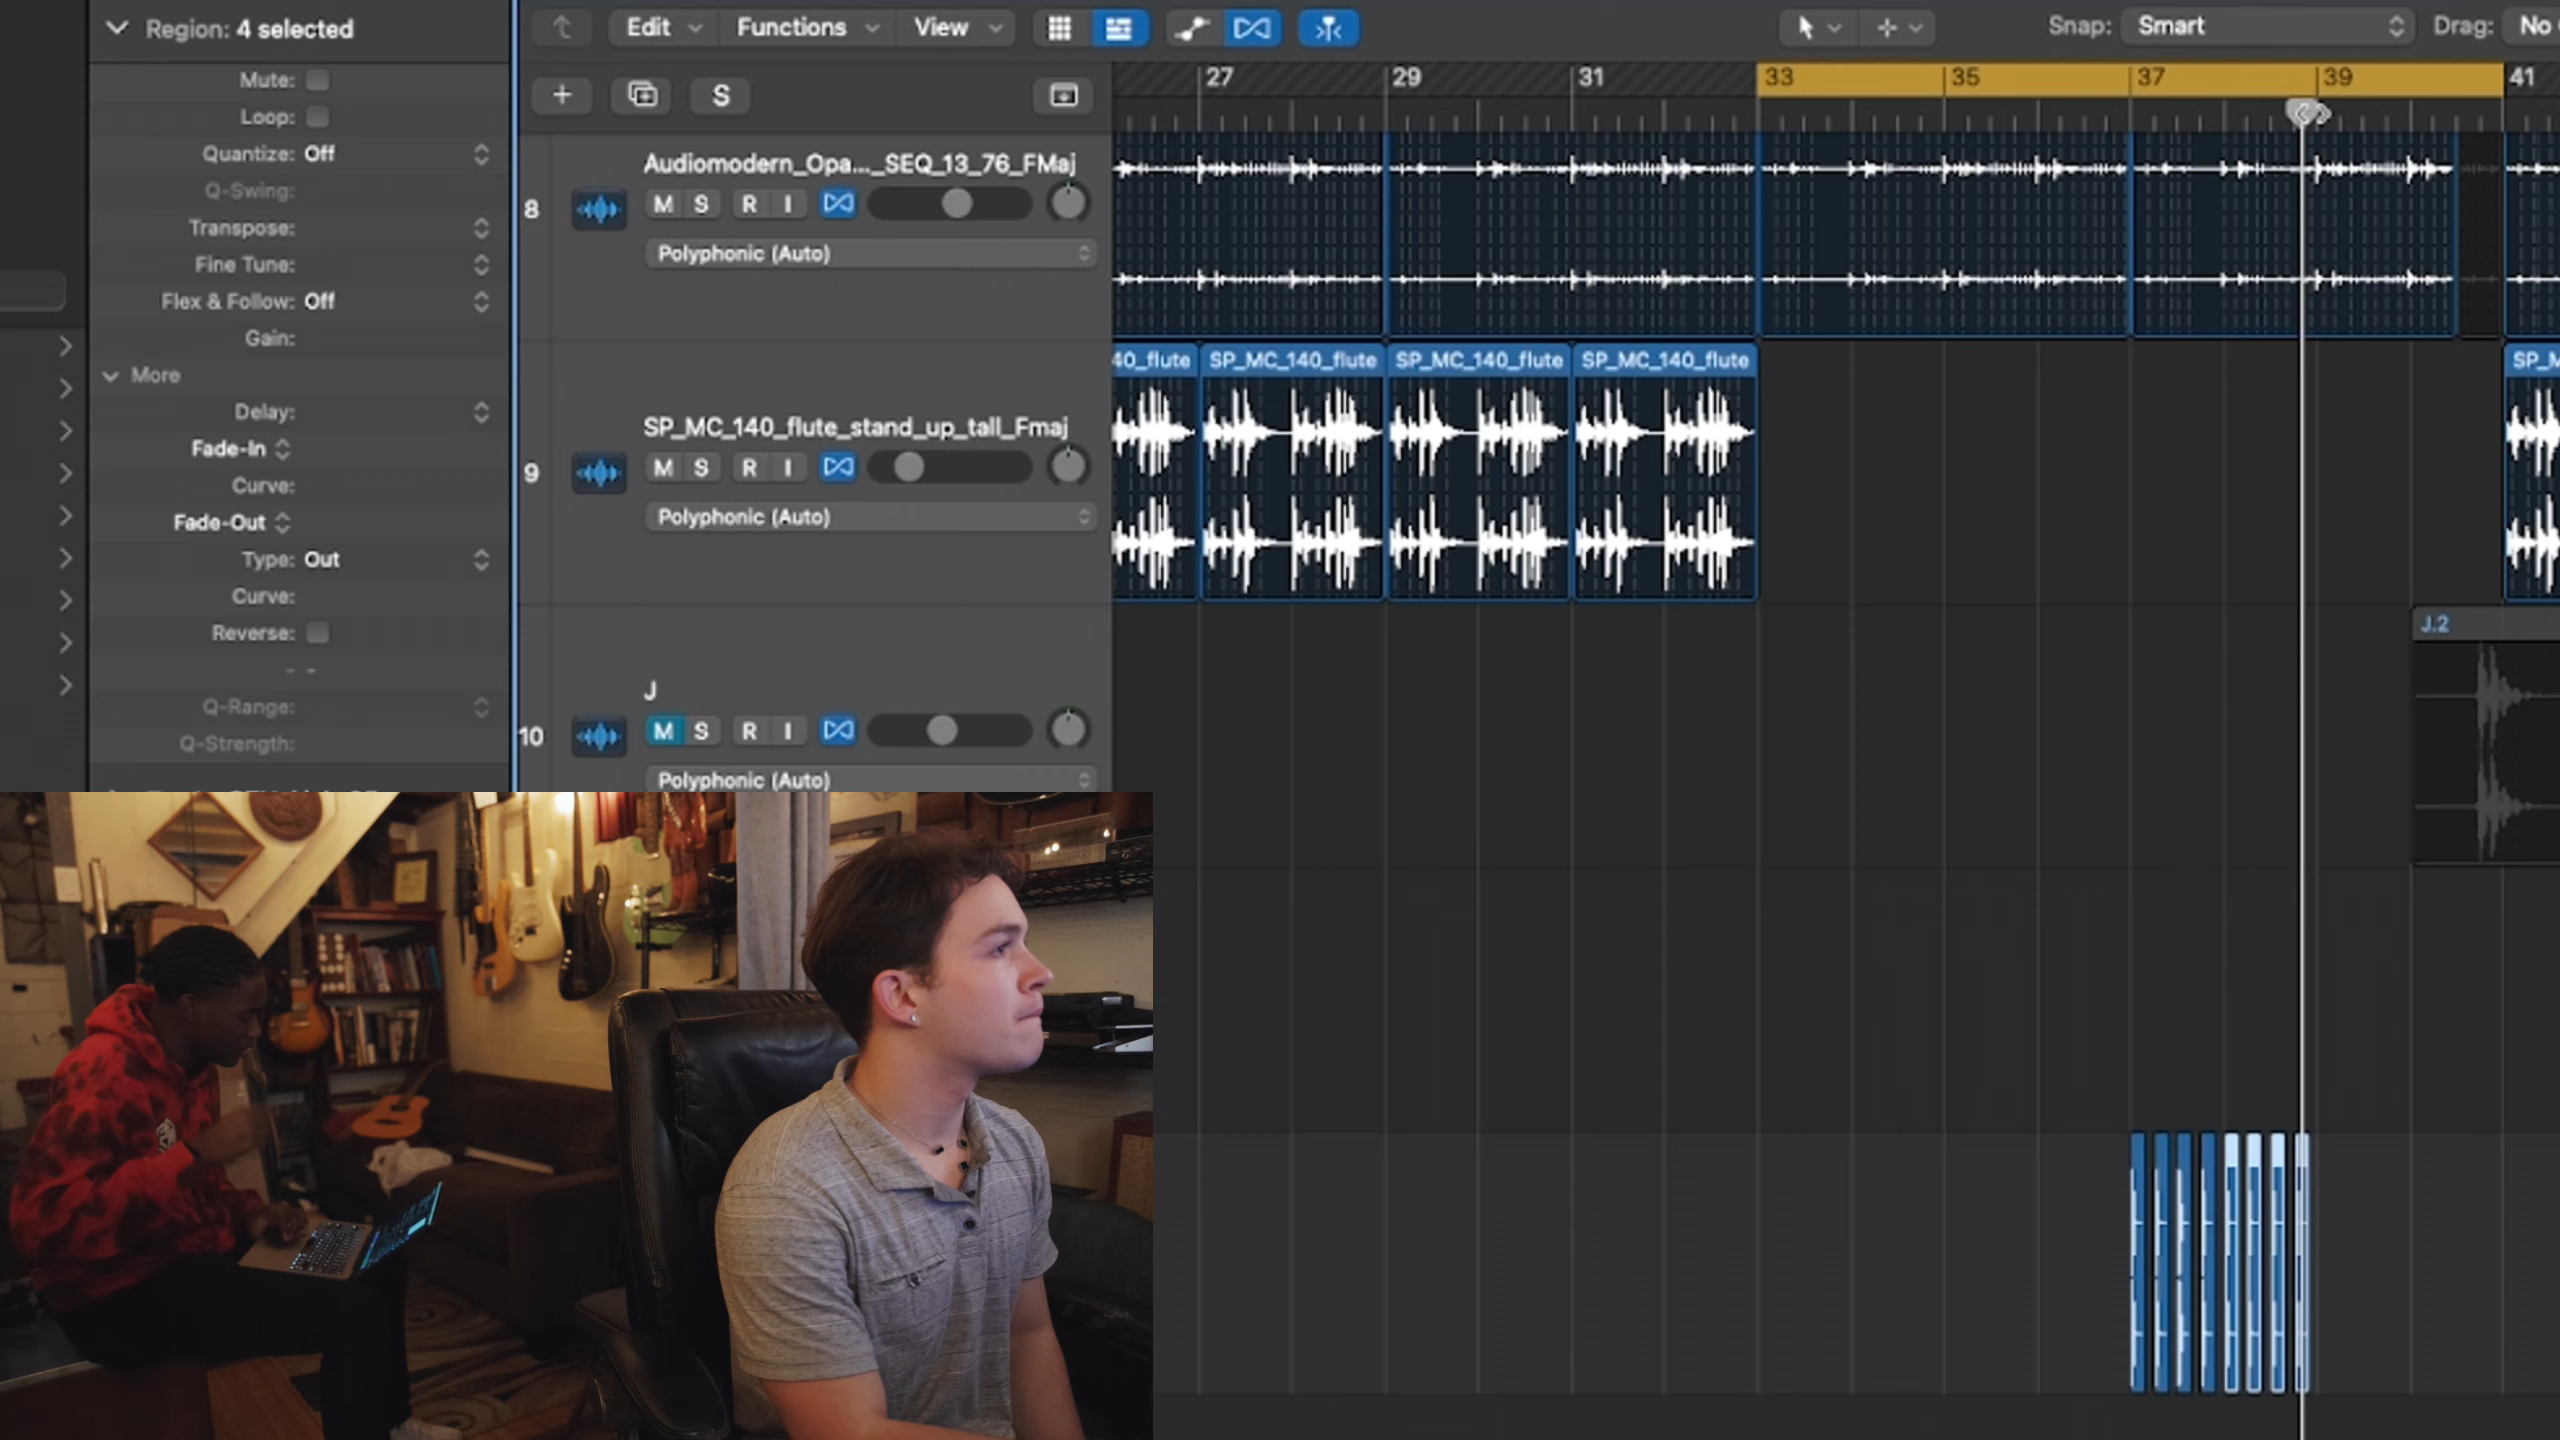 Region: 4 selected
Mute:
Loop:
Quantize: Off
Q-Swing:
Transpose:
Fine Tune:
Flex & Follow: Off
Gain:
More
Delay:
Fade-In
Curve:
Fade-Out
Type: Out
Curve:
Reverse:
- -
Q-Range:
Q-Strength:
Edit Functions View
Snap: Smart Drag: No
+ S
27 29 31 33 35 37 39 41
8
Audiomodern_Opa..._SEQ_13_76_FMaj
M S R I
Polyphonic (Auto)
40_flute SP_MC_140_flute SP_MC_140_flute SP_MC_140_flute SP_M
9
SP_MC_140_flute_stand_up_tall_Fmaj
M S R I
Polyphonic (Auto)
J.2
10
J
M S R I
Polyphonic (Auto)